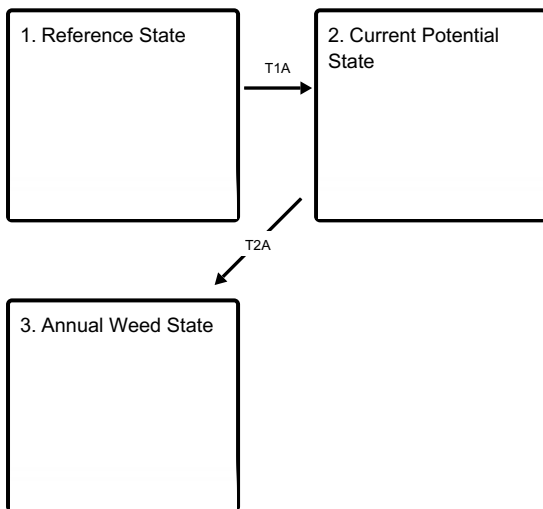 1. Reference State
2. Current Potential
State
T1A
T2A
3. Annual Weed State